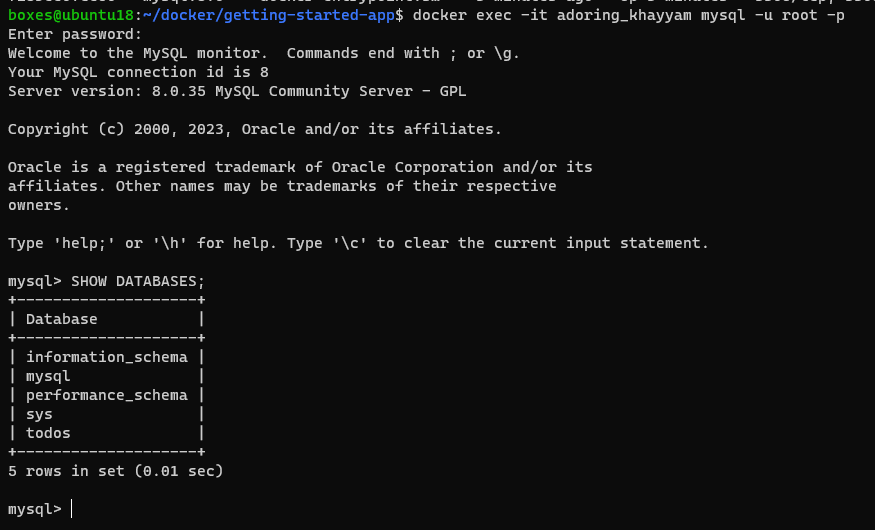 boxes@ubuntu18:~/docker/getting-started-app$ docker exec -it adoring_khayyam mysql -u root -p
Enter password:
Welcome to the MySQL monitor.  Commands end with ; or \g.
Your MySQL connection id is 8
Server version: 8.0.35 MySQL Community Server - GPL

Copyright (c) 2000, 2023, Oracle and/or its affiliates.

Oracle is a registered trademark of Oracle Corporation and/or its
affiliates. Other names may be trademarks of their respective
owners.

Type 'help;' or '\h' for help. Type '\c' to clear the current input statement.

mysql> SHOW DATABASES;
+--------------------+
| Database           |
+--------------------+
| information_schema |
| mysql              |
| performance_schema |
| sys                |
| todos              |
+--------------------+
5 rows in set (0.01 sec)

mysql>